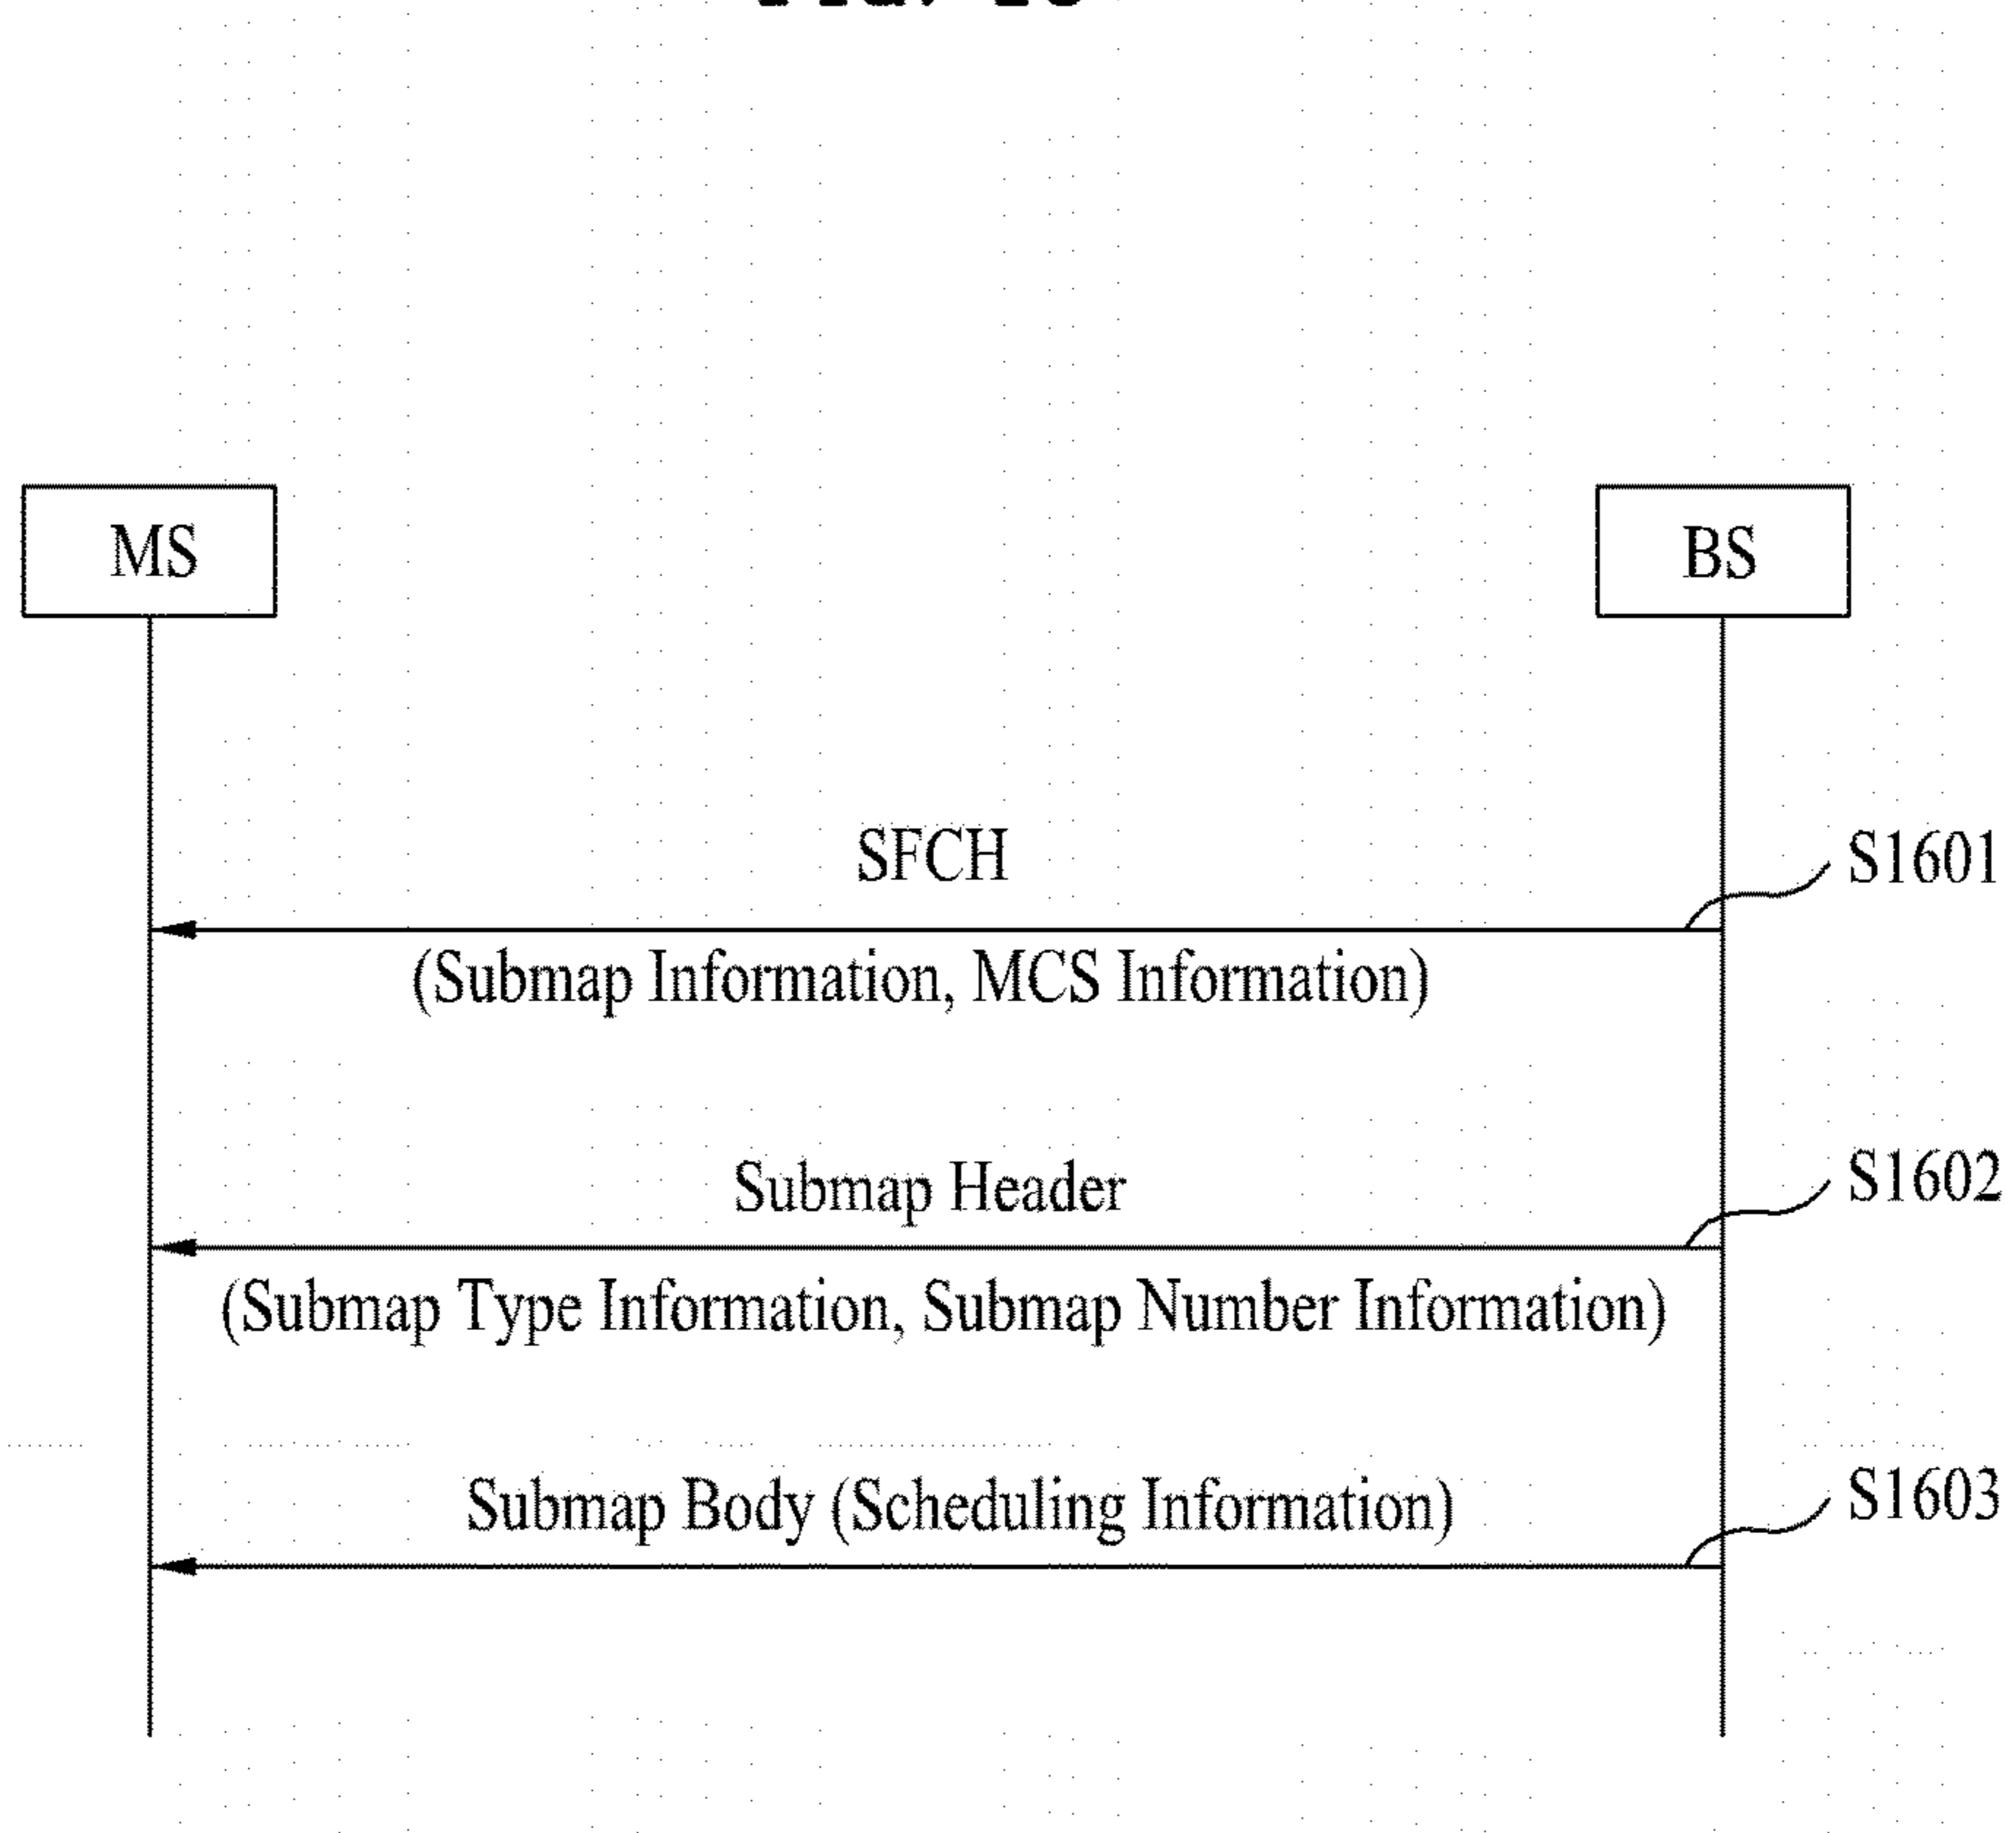 MS
BS
SFCH
S1601
(Submap Information, MCS Information)
Submap Header
S1602
(Submap Type Information, Submap Number Information)
Submap Body (Scheduling Information)
S1603